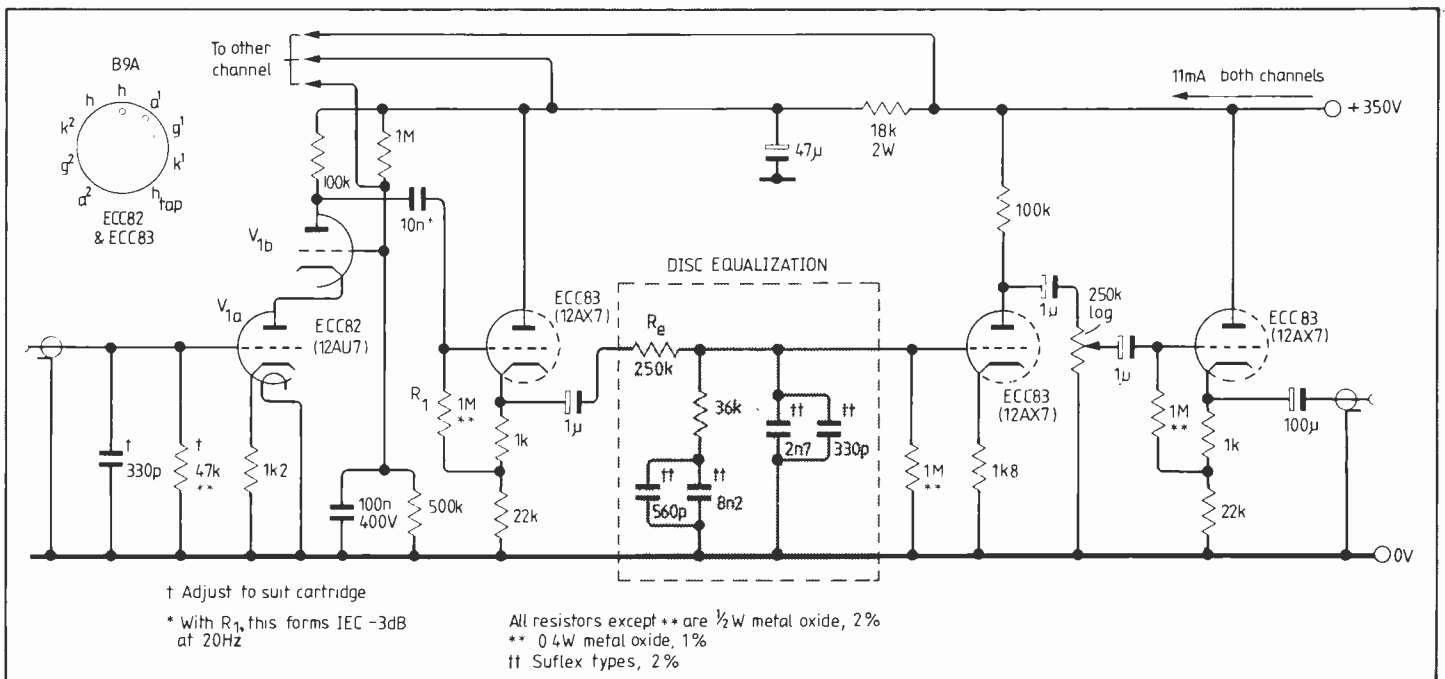 To other
channel
B9A
h
h
a¹
g¹
k¹
h tap
a²
g²
k²
ECC82
& ECC83
11mA both channels
+350V
1M
100k
10n*
47µ
18k
2W
100k
V1b
V1a
ECC82
(12AU7)
ECC83
(12AX7)
DISC EQUALIZATION
Re
250k
1µ
250k
log
1µ
ECC83
(12AX7)
ECC83
(12AX7)
†
330p
†
47k
**
1k2
100n
400V
500k
R1
1M
**
1k
22k
1µ
36k
††
560p
††
8n2
††
2n7
††
330p
1M
**
1k8
1M
**
1k
22k
100µ
0V
† Adjust to suit cartridge
* With R1, this forms IEC -3dB
at 20Hz
All resistors except ** are ½W metal oxide, 2%
** 0 4W metal oxide, 1%
†† Suflex types, 2%